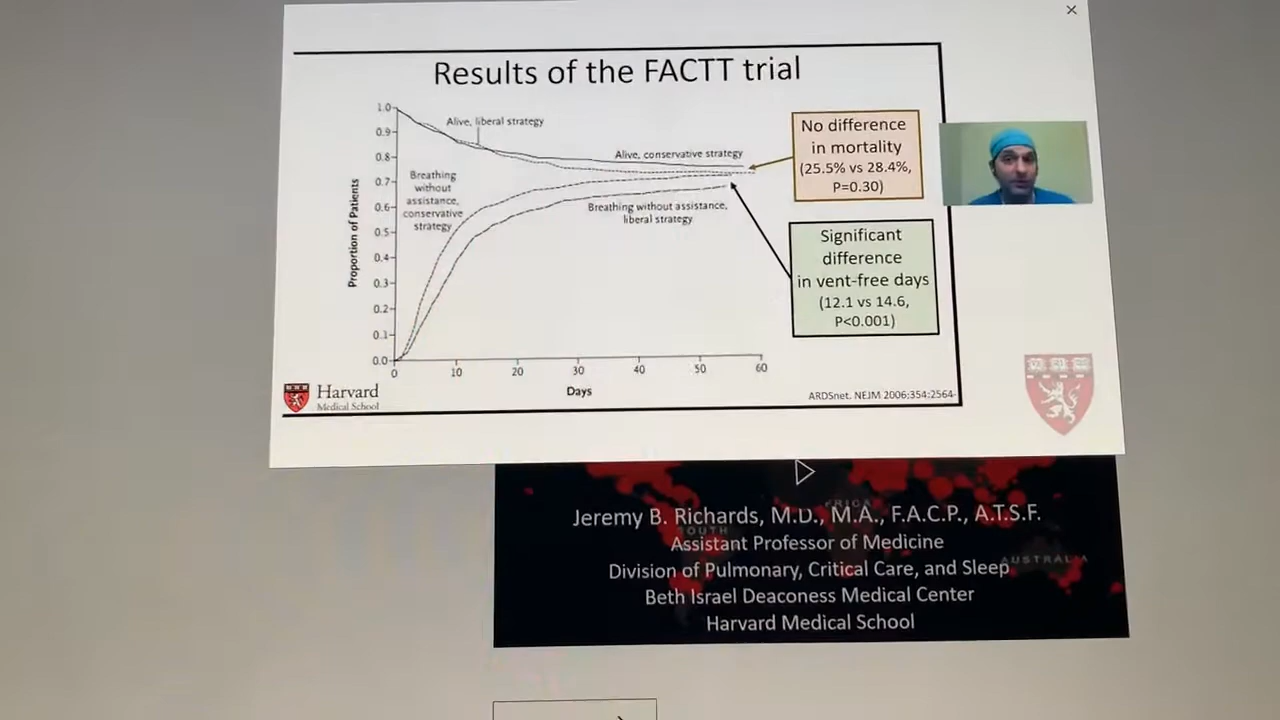 Results of the FACTT trial
1.0
0.9
0.8
0.7
0.6
0.5
0.4
0.3
0.2
0.1
0.0
Proportion of Patients
Alive, liberal strategy
Alive, conservative strategy
Breathing
without
assistance,
conservative
strategy
Breathing without assistance,
liberal strategy
0 10 20 30 40 50 60
Days
No difference
in mortality
(25.5% vs 28.4%,
P=0.30)
Significant
difference
in vent-free days
(12.1 vs 14.6,
P<0.001)
Harvard
Medical School
ARDSnet. NEJM 2006;354:2564-
Jeremy B. Richards, M.D., M.A., F.A.C.P., A.T.S.F.
Assistant Professor of Medicine
Division of Pulmonary, Critical Care, and Sleep
Beth Israel Deaconess Medical Center
Harvard Medical School
SOUTH
AUSTRALIA